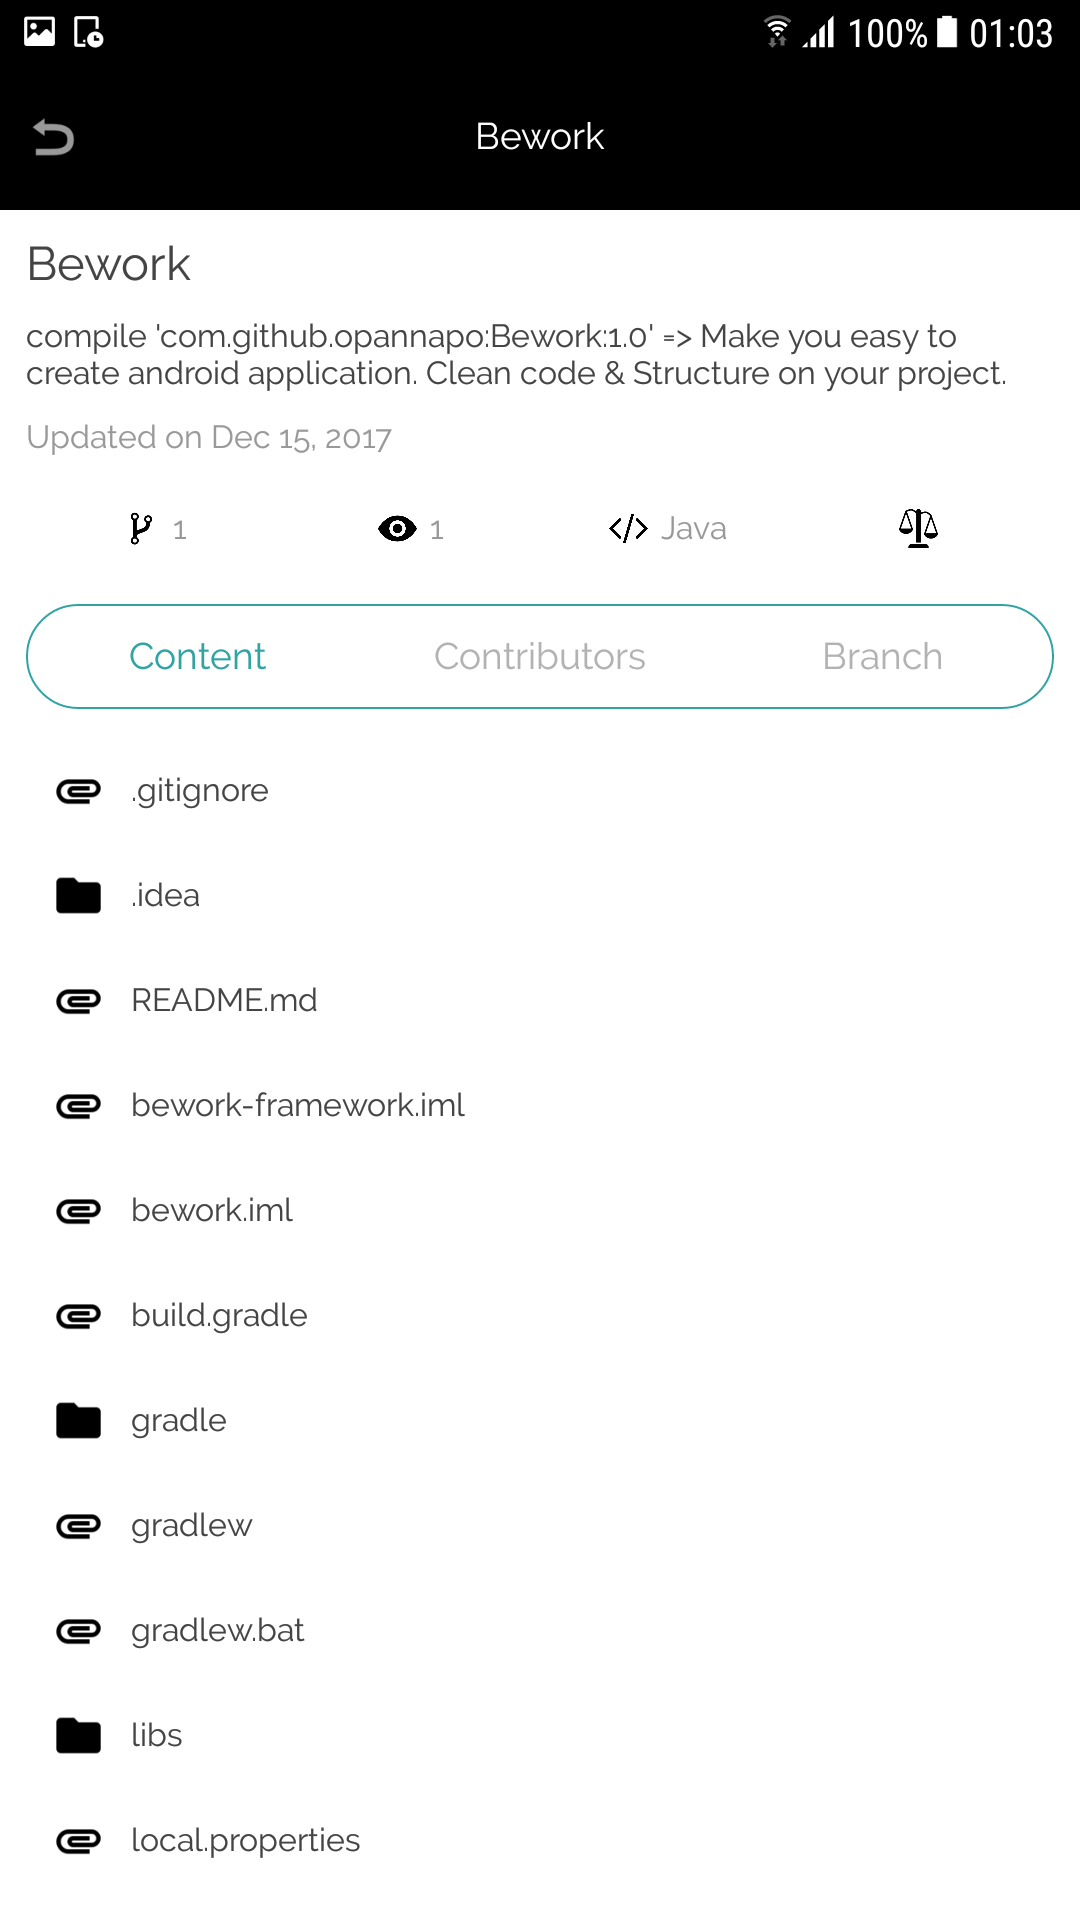 100% 01:03
Bework
Bework
compile 'com.github.opannapo:Bework:1.0' => Make you easy to
create android application. Clean code & Structure on your project.
Updated on Dec 15, 2017
1 1 Java
Content Contributors Branch
.gitignore
.idea
README.md
bework-framework.iml
bework.iml
build.gradle
gradle
gradlew
gradlew.bat
libs
local.properties